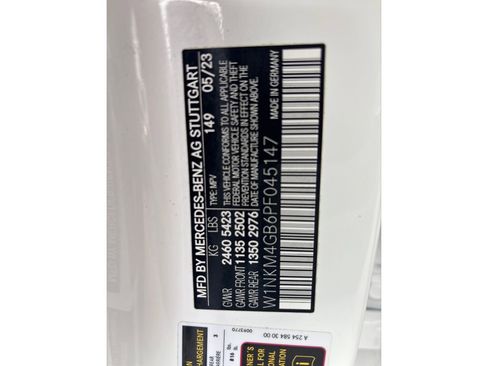 MFD BY MERCEDES-BENZ AG STUTTGART
KG LBS 149 05/23
TYPE: MPV
GVWR 2460 5423
GAWR FRONT 1135 2502
GAWR REAR 1350 2976
THIS VEHICLE CONFORMS TO ALL APPLICABLE
FEDERAL MOTOR VEHICLE SAFETY AND THEFT
PREVENTION STANDARDS IN EFFECT ON THE
DATE OF MANUFACTURE SHOWN ABOVE.
MADE IN GERMANY
W1NKM4GB6PF045147
A 254 584 30 00